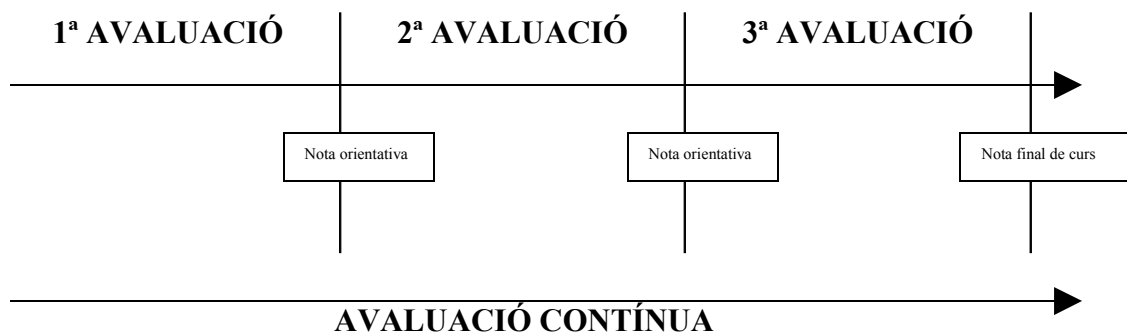 1ª AVALUACIÓ 2ª AVALUACIÓ 3ª AVALUACIÓ
Nota orientativa Nota orientativa Nota final de curs
AVALUACIÓ CONTÍNUA